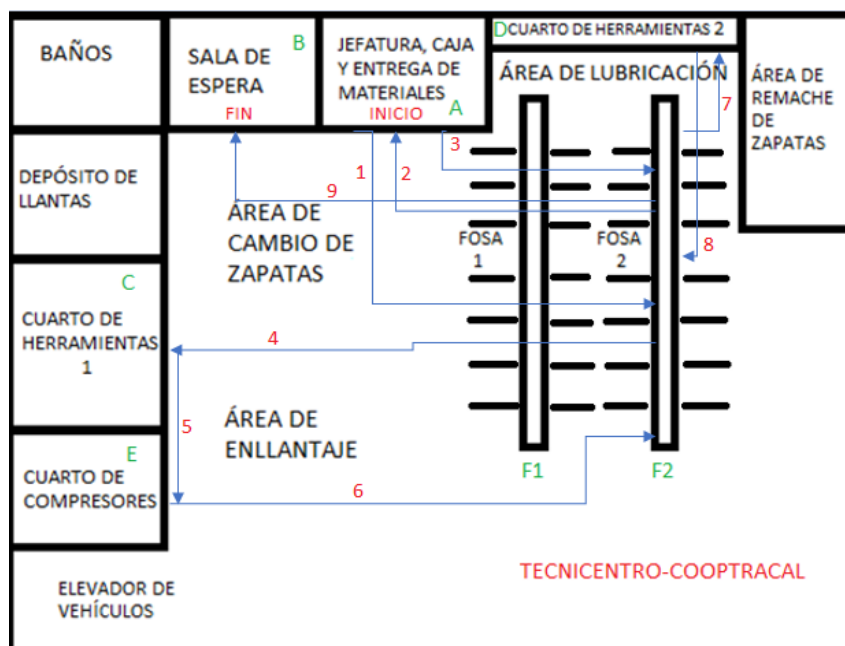 BAÑOS
SALA DE
ESPERA
B
FIN
JEFATURA, CAJA
Y ENTREGA DE
MATERIALES
INICIO
A
D
CUARTO DE HERRAMIENTAS 2
ÁREA DE LUBRICACIÓN
ÁREA DE
REMACHE
DE
ZAPATAS
7
1
2
3
9
DEPÓSITO DE
LLANTAS
ÁREA DE
CAMBIO DE
ZAPATAS
FOSA
1
FOSA
2
8
C
CUARTO DE
HERRAMIENTAS
1
4
5
ÁREA DE
ENLLANTAJE
E
CUARTO DE
COMPRESORES
6
F1
F2
ELEVADOR DE
VEHÍCULOS
TECNICENTRO-COOPTRACAL